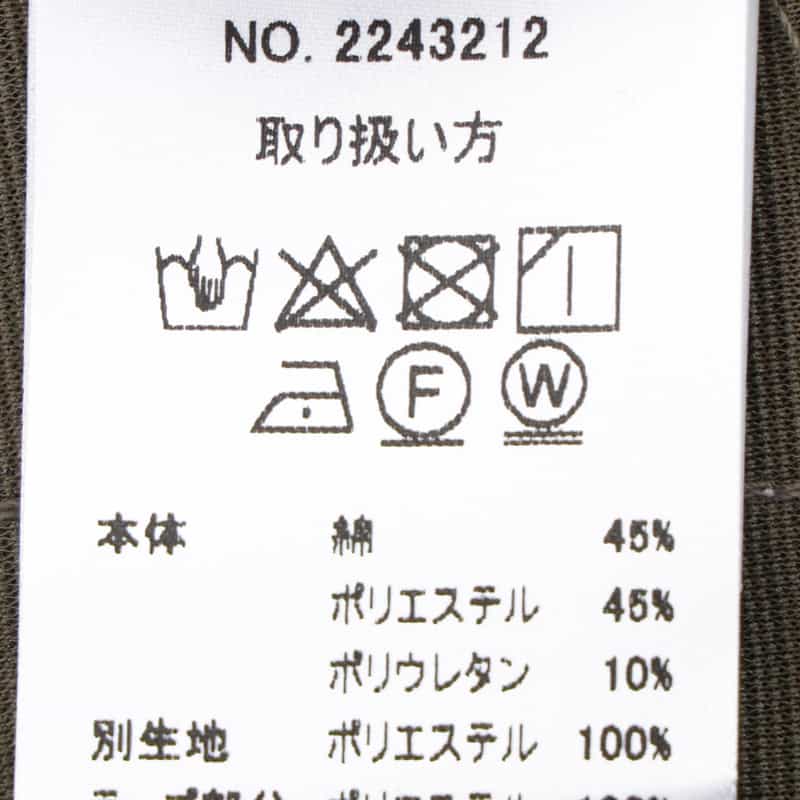 NO. 2243212
取り扱い方
F W
本体 綿 45%
ポリエステル 45%
ポリウレタン 10%
別生地 ポリエステル 100%